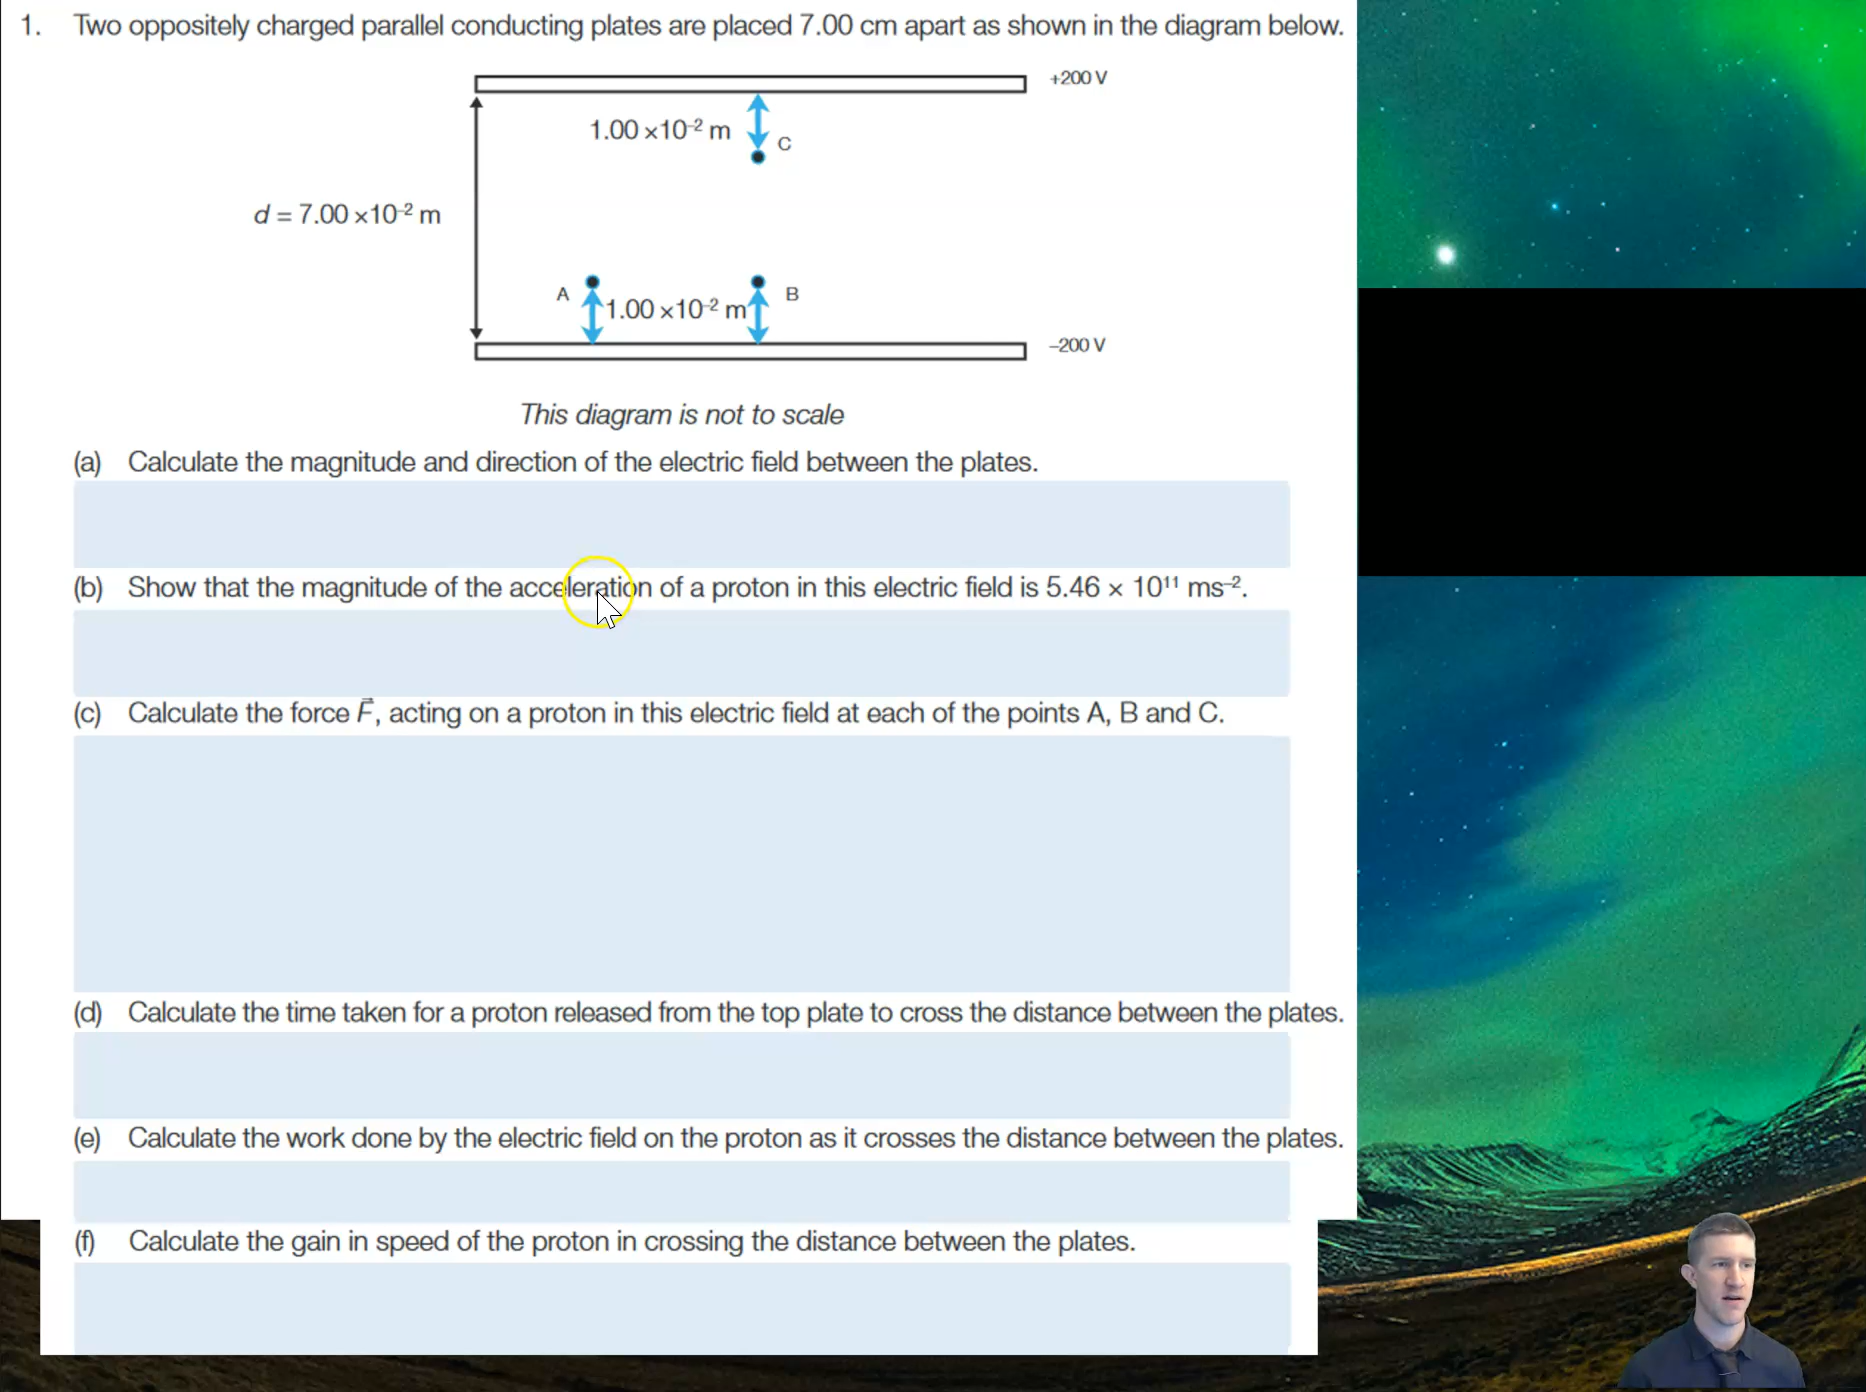 1. Two oppositely charged parallel conducting plates are placed 7.00 cm apart as shown in the diagram below.
+200 V
1.00 ×10⁻² m
C
d = 7.00 ×10⁻² m
A
1.00 ×10⁻² m
B
–200 V
This diagram is not to scale
(a) Calculate the magnitude and direction of the electric field between the plates.
(b) Show that the magnitude of the acceleration of a proton in this electric field is 5.46 × 10¹¹ ms⁻².
(c) Calculate the force F⃗, acting on a proton in this electric field at each of the points A, B and C.
(d) Calculate the time taken for a proton released from the top plate to cross the distance between the plates.
(e) Calculate the work done by the electric field on the proton as it crosses the distance between the plates.
(f) Calculate the gain in speed of the proton in crossing the distance between the plates.